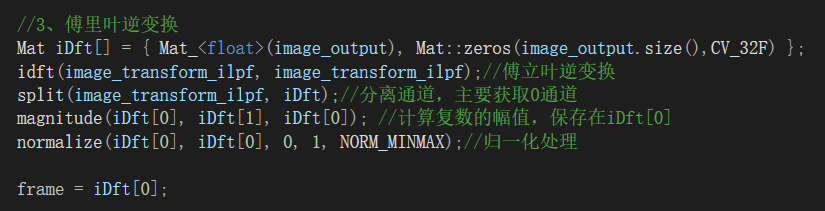 //3、傅里叶逆变换
Mat iDft[] = { Mat_<float>(image_output), Mat::zeros(image_output.size(),CV_32F) };
idft(image_transform_ilpf, image_transform_ilpf);//傅立叶逆变换
split(image_transform_ilpf, iDft);//分离通道，主要获取0通道
magnitude(iDft[0], iDft[1], iDft[0]); //计算复数的幅值，保存在iDft[0]
normalize(iDft[0], iDft[0], 0, 1, NORM_MINMAX);//归一化处理
frame = iDft[0];